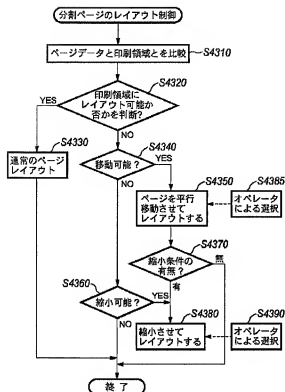 分割ページのレイアウト制御
S4310
ページデータと印刷領域とを比較
S4320
印刷領域に
レイアウト可能か
否かを判断?
YES
NO
S4330
通常のページ
レイアウト
S4340
移動可能?
YES
NO
S4350
ページを平行
移動させて
レイアウトする
S4365
オペレータ
による選択
S4370
縮小条件の
有無?
無
有
S4360
縮小可能?
YES
NO
S4380
縮小させて
レイアウトする
S4390
オペレータ
による選択
終了